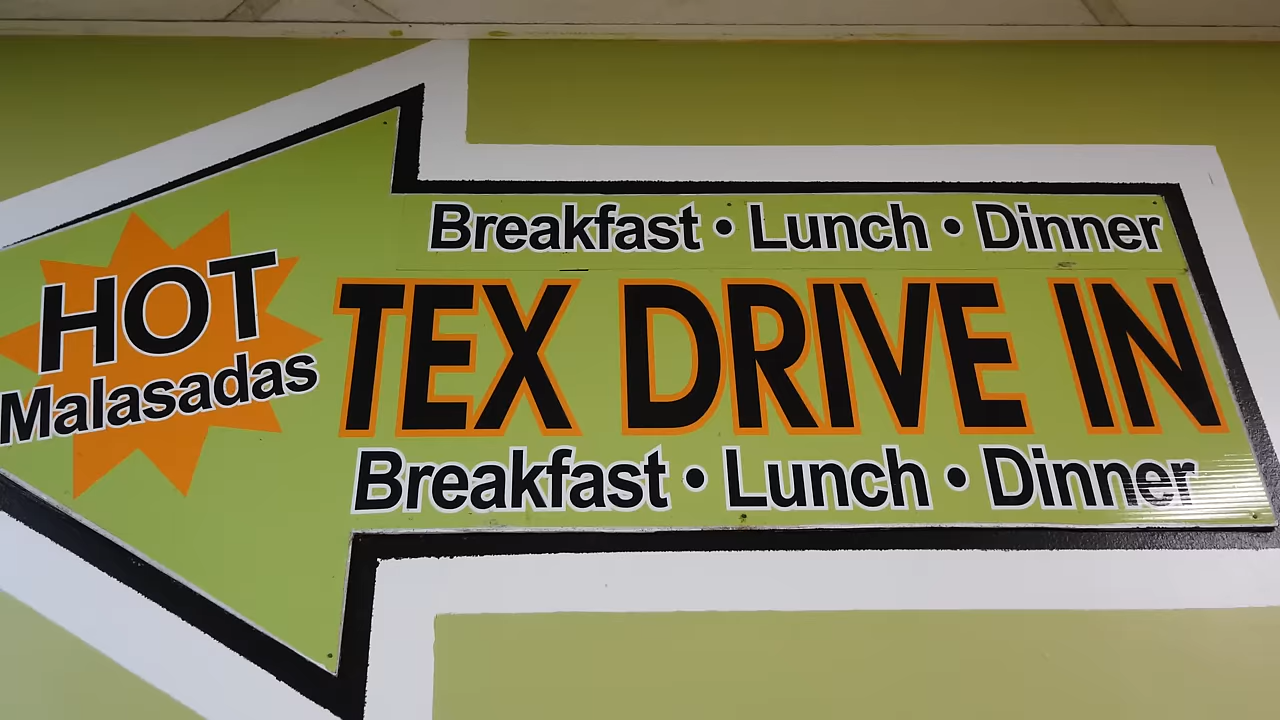 HOT
Malasadas
Breakfast • Lunch • Dinner
TEX DRIVE IN
Breakfast • Lunch • Dinner